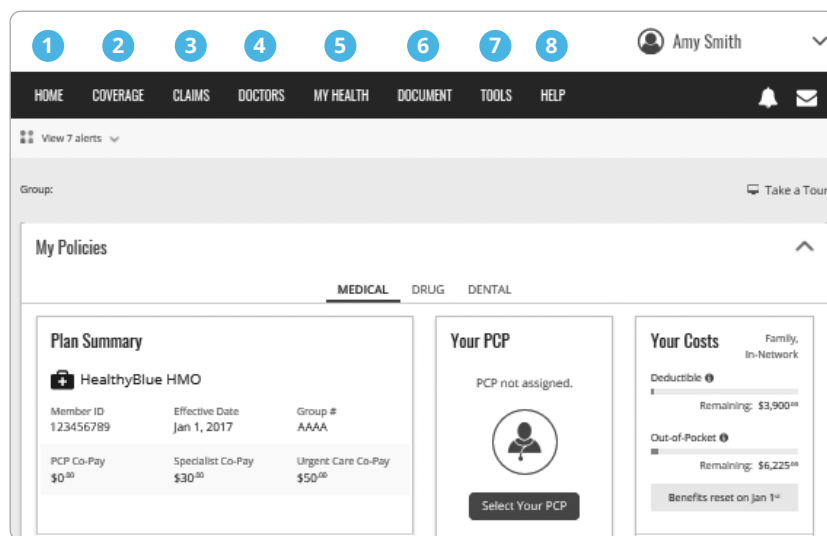 1 2 3 4 5 6 7 8 Amy Smith
HOME COVERAGE CLAIMS DOCTORS MY HEALTH DOCUMENT TOOLS HELP
View 7 alerts
Group: Take a Tour
My Policies
MEDICAL DRUG DENTAL
Plan Summary
HealthyBlue HMO
Member ID Effective Date Group #
123456789 Jan 1, 2017 AAAA
PCP Co-Pay Specialist Co-Pay Urgent Care Co-Pay
$0.00 $30.00 $50.00
Your PCP
PCP not assigned.
Select Your PCP
Your Costs Family,
In-Network
Deductible
Remaining: $3,900.00
Out-of-Pocket
Remaining: $6,225.00
Benefits reset on Jan 1st